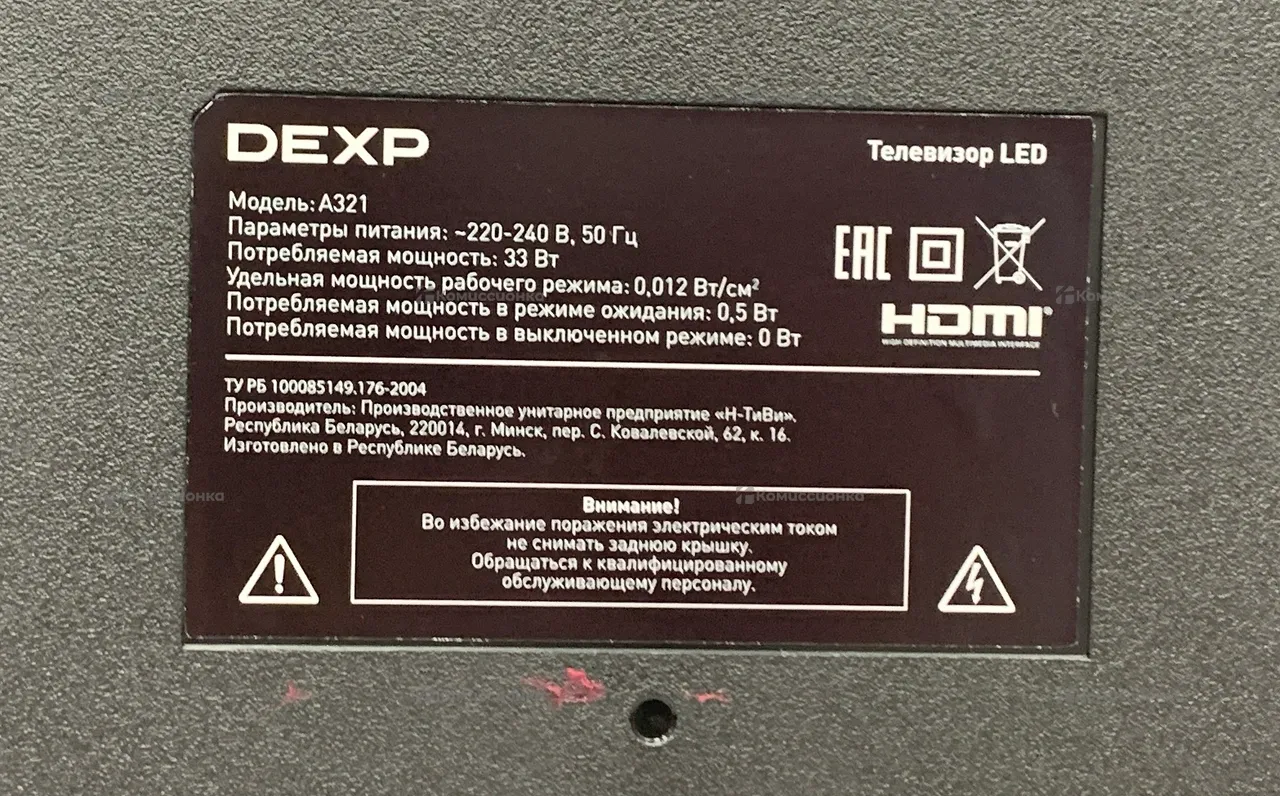 DEXP
Телевизор LED
Модель: A321
Параметры питания: ~220-240 В, 50 Гц
Потребляемая мощность: 33 Вт
Удельная мощность рабочего режима: 0,012 Вт/см²
Потребляемая мощность в режиме ожидания: 0,5 Вт
Потребляемая мощность в выключенном режиме: 0 Вт
EAC
HDMI®
HIGH DEFINITION MULTIMEDIA INTERFACE
ТУ РБ 100085149.176-2004
Производитель: Производственное унитарное предприятие «Н-ТиВи».
Республика Беларусь, 220014, г. Минск, пер. С. Ковалевской, 62, к. 16.
Изготовлено в Республике Беларусь.
Внимание!
Во избежание поражения электрическим током
не снимать заднюю крышку.
Обращаться к квалифицированному
обслуживающему персоналу.
Комиссионка
Комиссионка